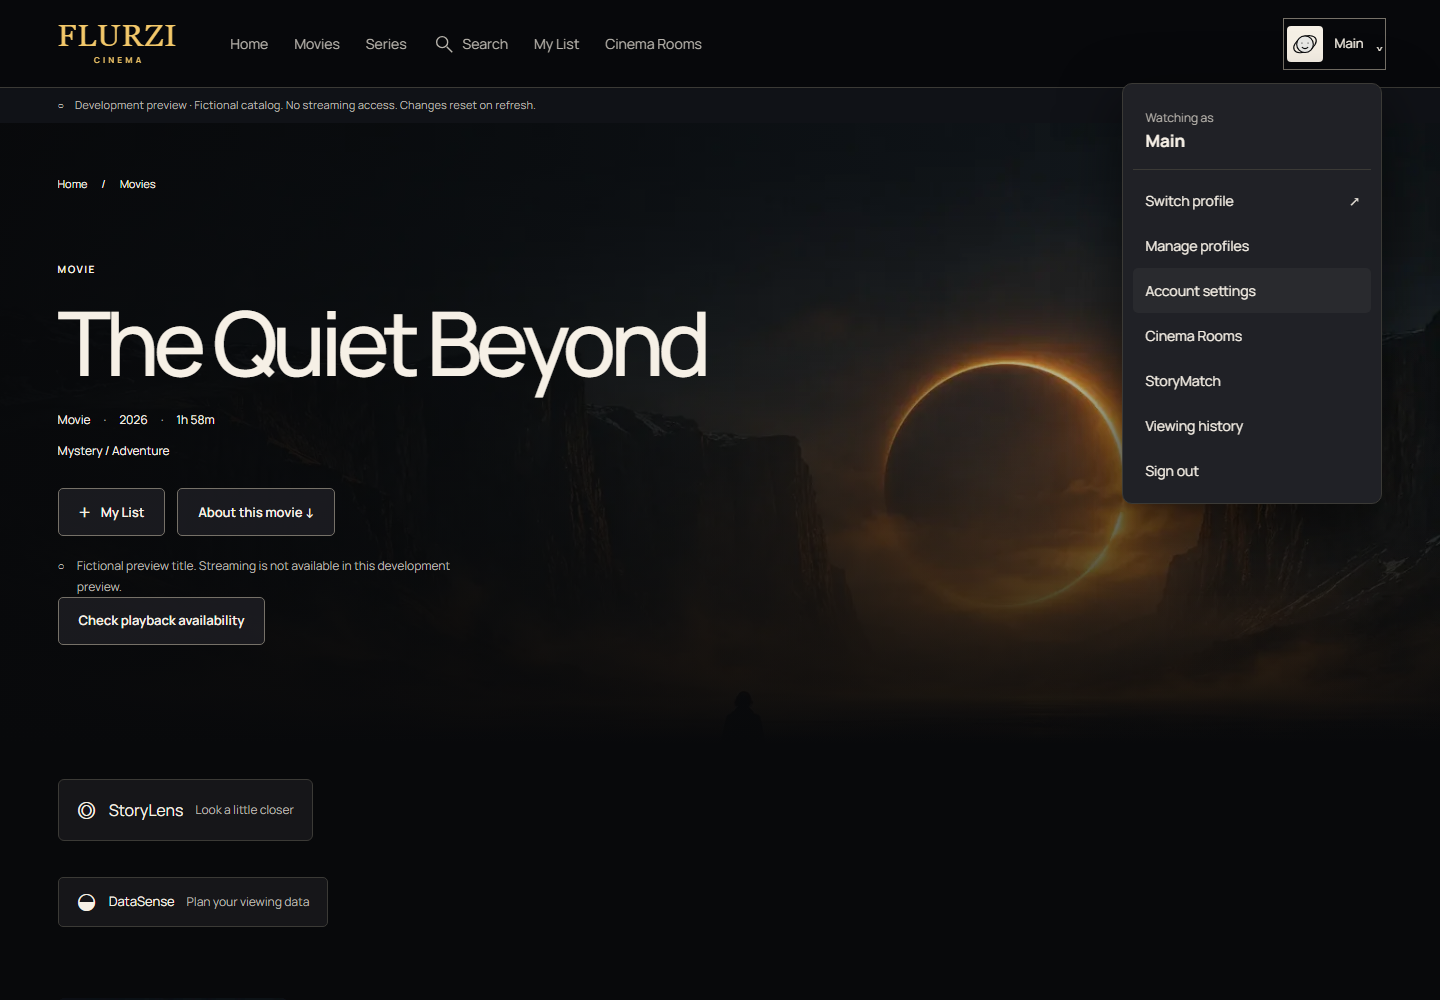 FLURZI
CINEMA
Home Movies Series Search My List Cinema Rooms
Main
Development preview · Fictional catalog. No streaming access. Changes reset on refresh.
Watching as
Main
Switch profile ↗
Manage profiles
Account settings
Cinema Rooms
StoryMatch
Viewing history
Sign out
Home / Movies
MOVIE
The Quiet Beyond
Movie · 2026 · 1h 58m
Mystery / Adventure
+ My List
About this movie ↓
Fictional preview title. Streaming is not available in this development
preview.
Check playback availability
StoryLens Look a little closer
DataSense Plan your viewing data